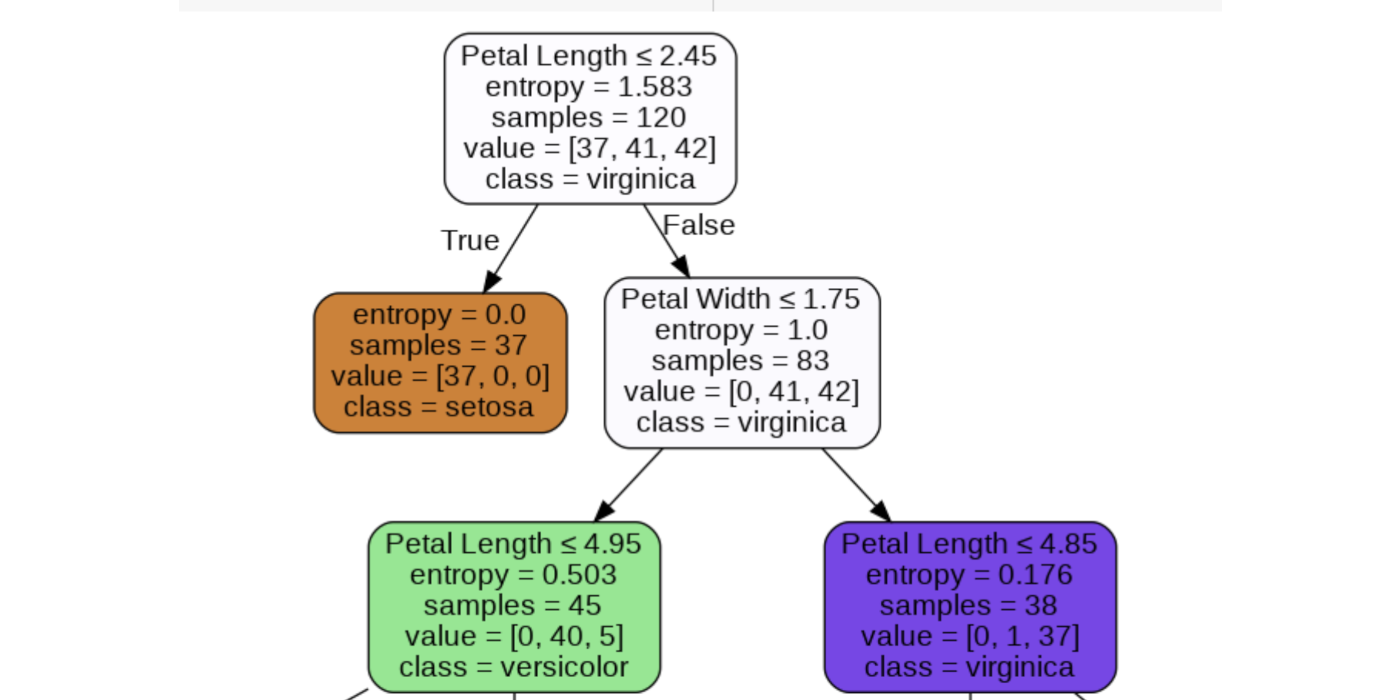 Petal Length ≤ 2.45
entropy = 1.583
samples = 120
value = [37, 41, 42]
class = virginica
True
False
entropy = 0.0
samples = 37
value = [37, 0, 0]
class = setosa
Petal Width ≤ 1.75
entropy = 1.0
samples = 83
value = [0, 41, 42]
class = virginica
Petal Length ≤ 4.95
entropy = 0.503
samples = 45
value = [0, 40, 5]
class = versicolor
Petal Length ≤ 4.85
entropy = 0.176
samples = 38
value = [0, 1, 37]
class = virginica